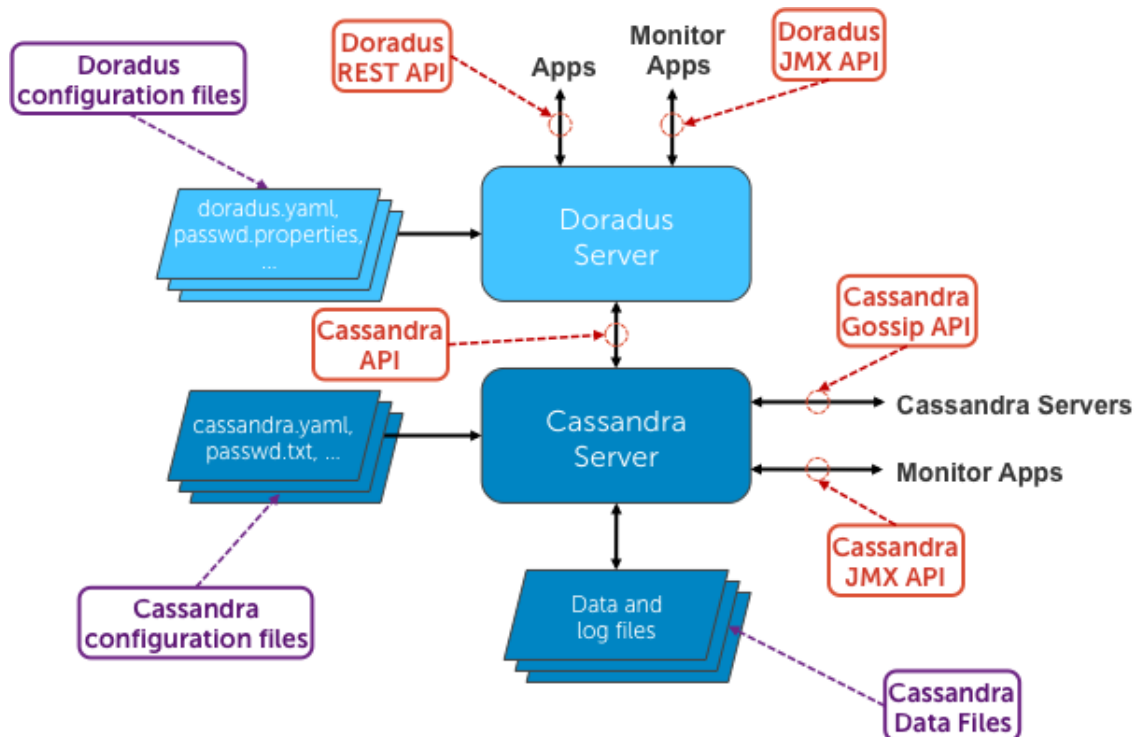 Doradus
configuration files
Doradus
REST API
Apps
Monitor
Apps
Doradus
JMX API
doradus.yaml,
passwd.properties,
...
Doradus
Server
Cassandra
API
Cassandra
Gossip API
cassandra.yaml,
passwd.txt, ...
Cassandra
Server
Cassandra Servers
Monitor Apps
Cassandra
JMX API
Cassandra
configuration files
Data and
log files
Cassandra
Data Files